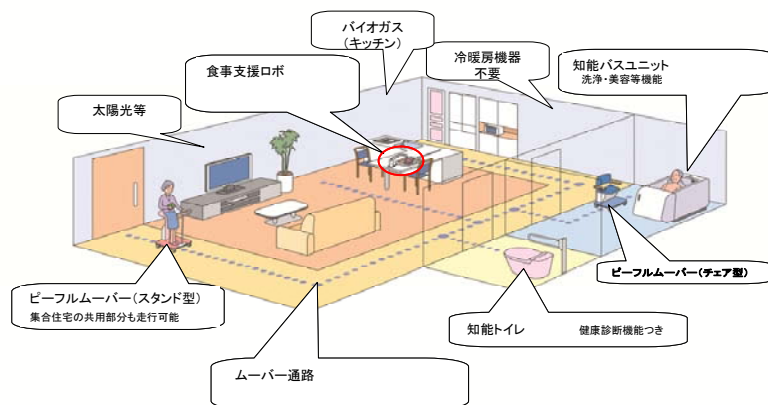 バイオガス
(キッチン)
冷暖房機器
不要
知能バスユニット
洗浄・美容等機能
食事支援ロボ
太陽光等
ピーフルムーバー(スタンド型)
集合住宅の共用部分も走行可能
ピーフルムーバー(チェア型)
知能トイレ 健康診断機能つき
ムーバー通路